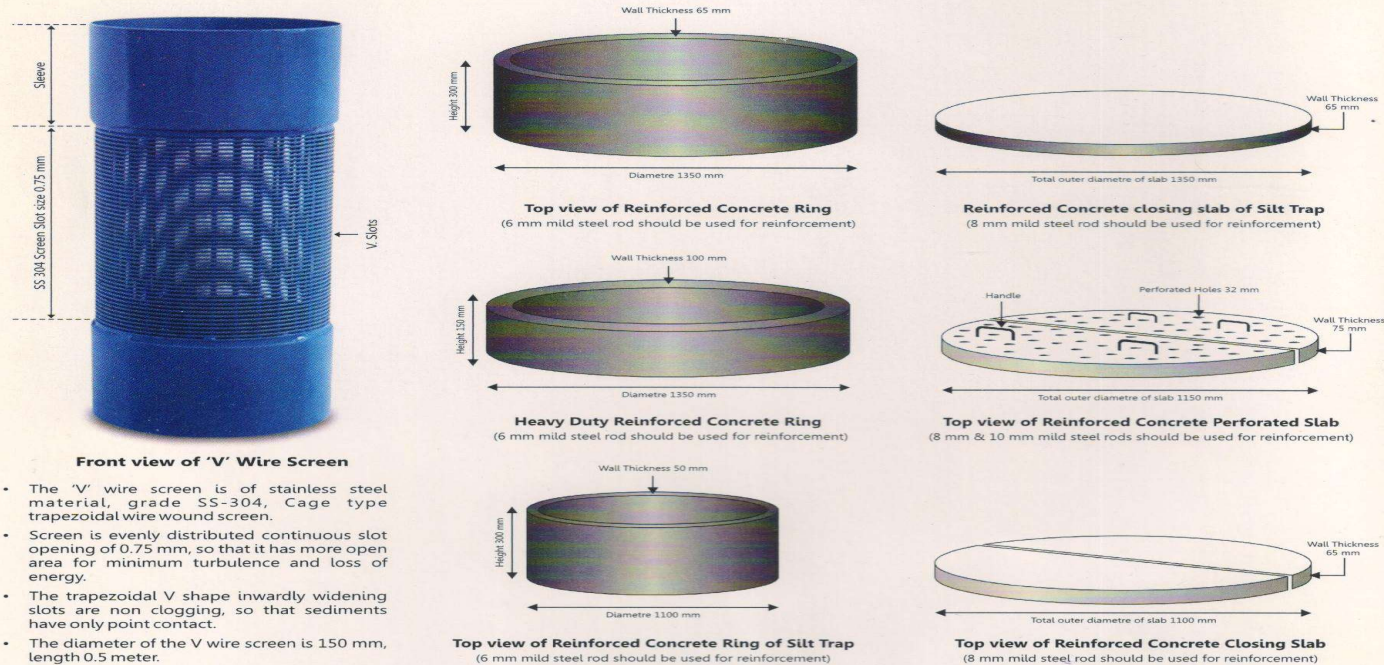 Sleeve
SS 304 Screen Slot size 0.75 mm
V. Slots
Front view of ‘V’ Wire Screen
• The ‘V’ wire screen is of stainless steel
material, grade SS-304, Cage type
trapezoidal wire wound screen.
• Screen is evenly distributed continuous slot
opening of 0.75 mm, so that it has more open
area for minimum turbulence and loss of
energy.
• The trapezoidal V shape inwardly widening
slots are non clogging, so that sediments
have only point contact.
• The diameter of the V wire screen is 150 mm,
length 0.5 meter.
Wall Thickness 65 mm
Height 300 mm
Diametre 1350 mm
Top view of Reinforced Concrete Ring
(6 mm mild steel rod should be used for reinforcement)
Wall Thickness 100 mm
Height 150 mm
Diametre 1350 mm
Heavy Duty Reinforced Concrete Ring
(6 mm mild steel rod should be used for reinforcement)
Wall Thickness 50 mm
Height 300 mm
Diametre 1100 mm
Top view of Reinforced Concrete Ring of Silt Trap
(6 mm mild steel rod should be used for reinforcement)
Wall Thickness
65 mm
Total outer diametre of slab 1350 mm
Reinforced Concrete closing slab of Silt Trap
(8 mm mild steel rod should be used for reinforcement)
Handle
Perforated Holes 32 mm
Wall Thickness
75 mm
Total outer diametre of slab 1150 mm
Top view of Reinforced Concrete Perforated Slab
(8 mm & 10 mm mild steel rods should be used for reinforcement)
Wall Thickness
65 mm
Total outer diametre of slab 1100 mm
Top view of Reinforced Concrete Closing Slab
(8 mm mild steel rod should be used for reinforcement)